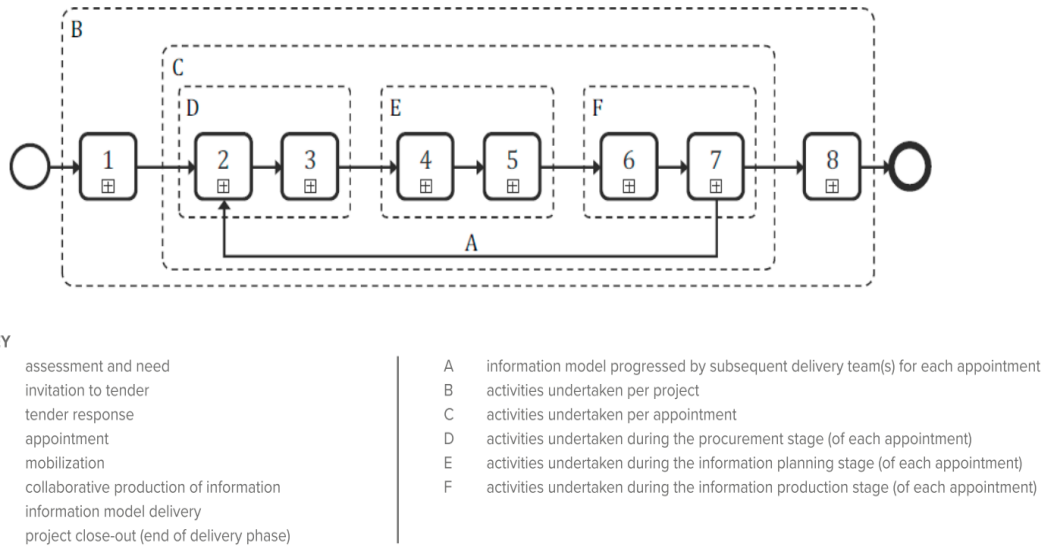 B
C
D E F
1 2 3 4 5 6 7 8
A
Y
assessment and need
invitation to tender
tender response
appointment
mobilization
collaborative production of information
information model delivery
project close-out (end of delivery phase)
A information model progressed by subsequent delivery team(s) for each appointment
B activities undertaken per project
C activities undertaken per appointment
D activities undertaken during the procurement stage (of each appointment)
E activities undertaken during the information planning stage (of each appointment)
F activities undertaken during the information production stage (of each appointment)